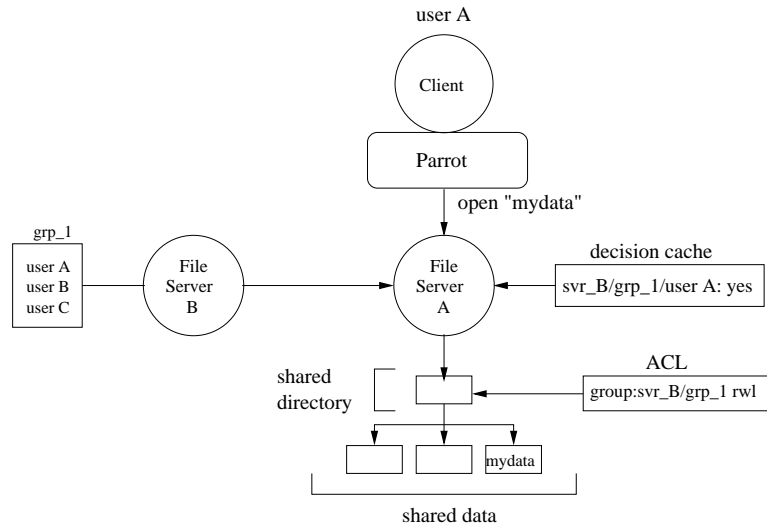 user A
Client
Parrot
open "mydata"
grp_1
user A
user B
user C
File
Server
B
File
Server
A
decision cache
svr_B/grp_1/user A: yes
shared
directory
ACL
group:svr_B/grp_1 rwl
mydata
shared data